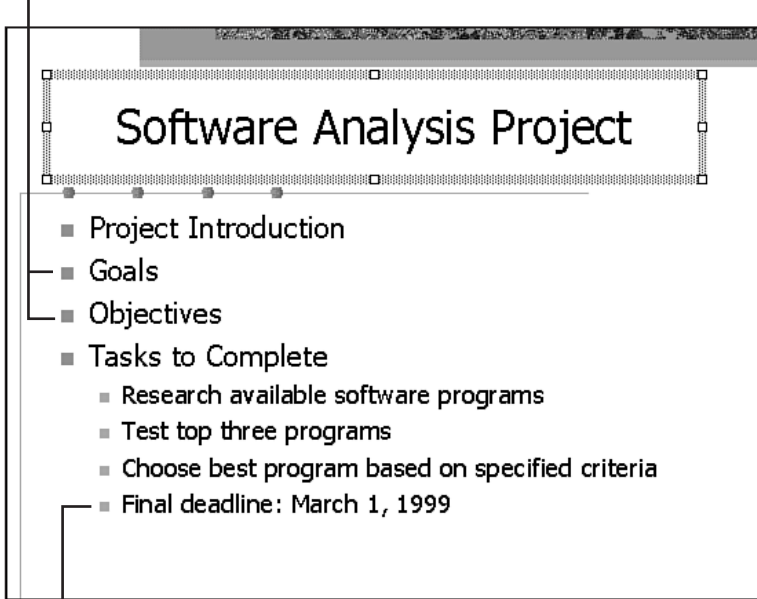 Software Analysis Project
Project Introduction
Goals
Objectives
Tasks to Complete
Research available software programs
Test top three programs
Choose best program based on specified criteria
Final deadline: March 1, 1999